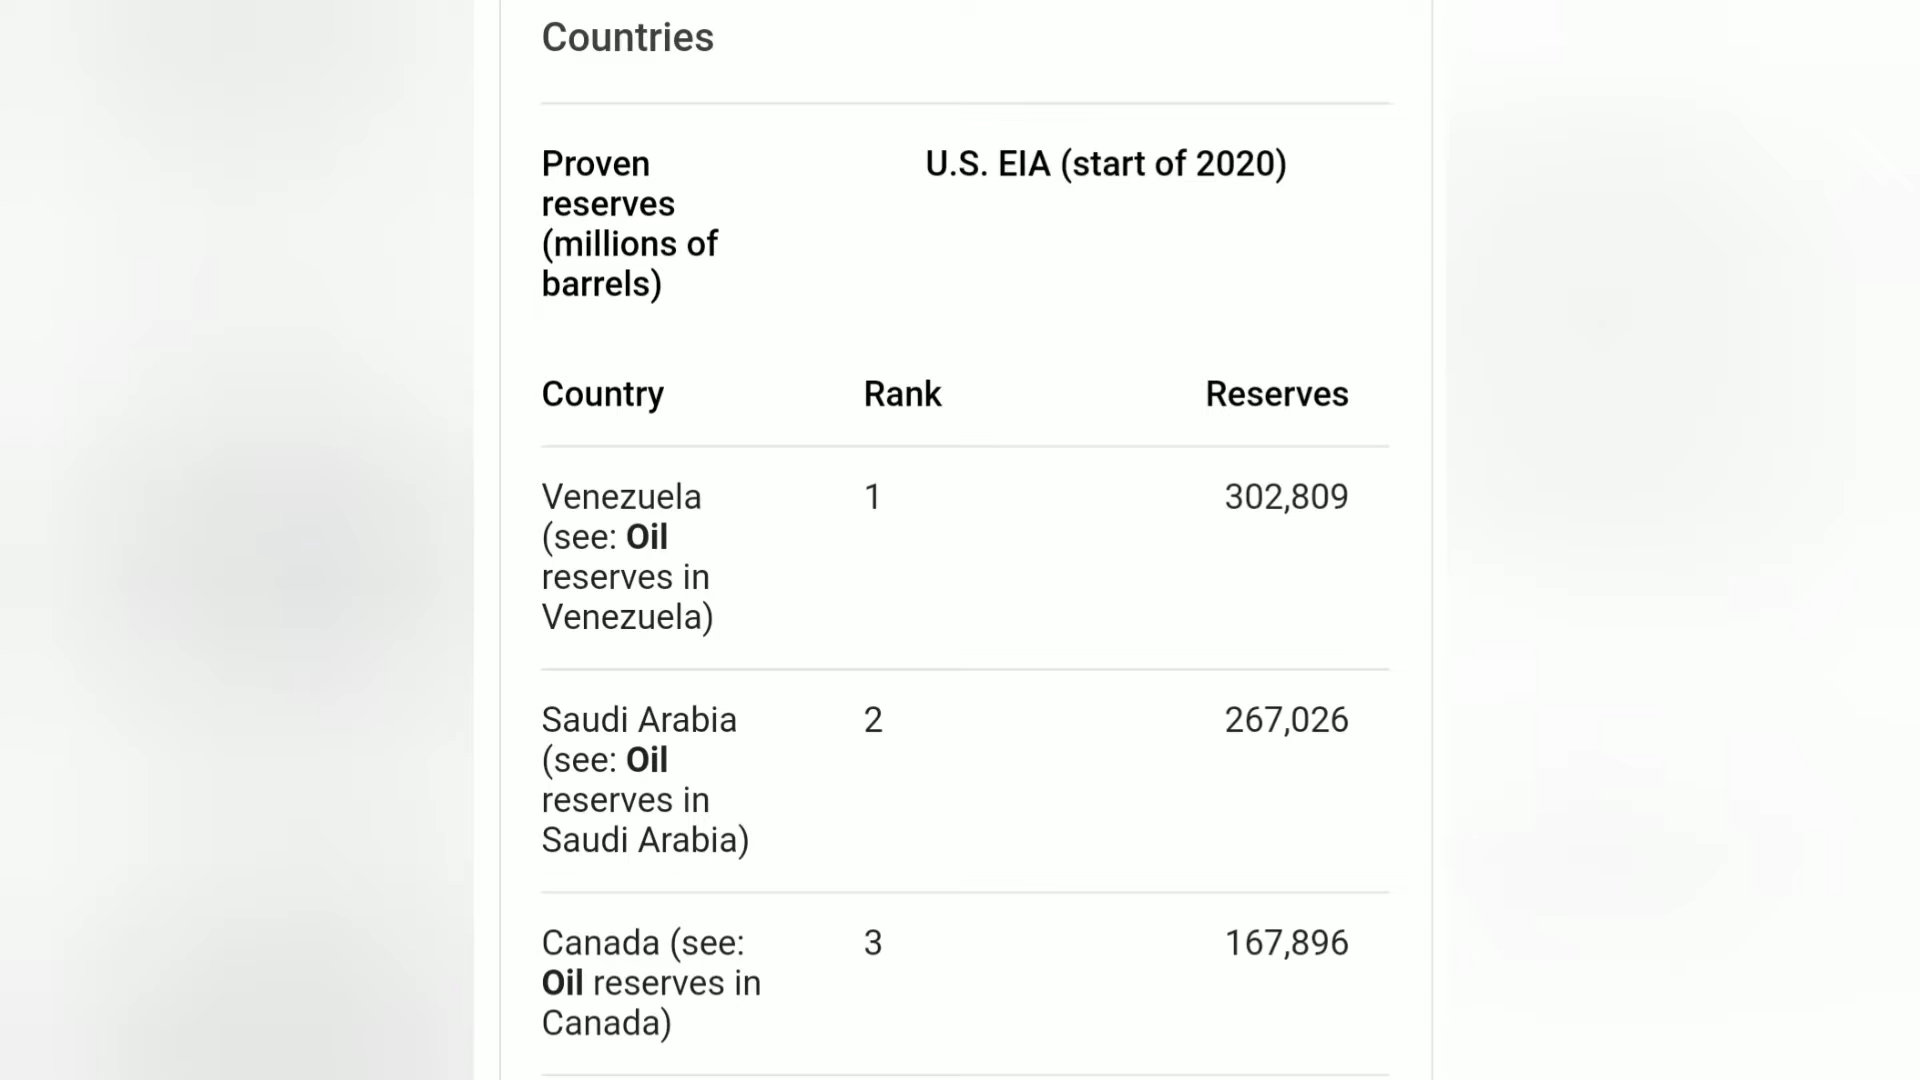 Countries
Proven
reserves
(millions of
barrels)
U.S. EIA (start of 2020)
Country Rank Reserves
Venezuela 1 302,809
(see: Oil
reserves in
Venezuela)
Saudi Arabia 2 267,026
(see: Oil
reserves in
Saudi Arabia)
Canada (see: 3 167,896
Oil reserves in
Canada)